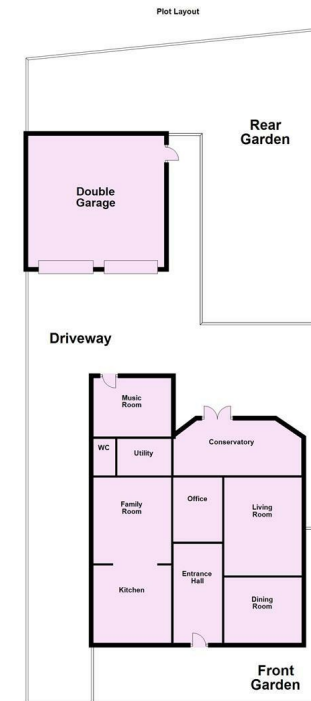 Plot Layout
Rear
Garden
Double
Garage
Driveway
Music
Room
Conservatory
WC
Utility
Family
Room
Office
Living
Room
Entrance
Hall
Kitchen
Dining
Room
Front
Garden